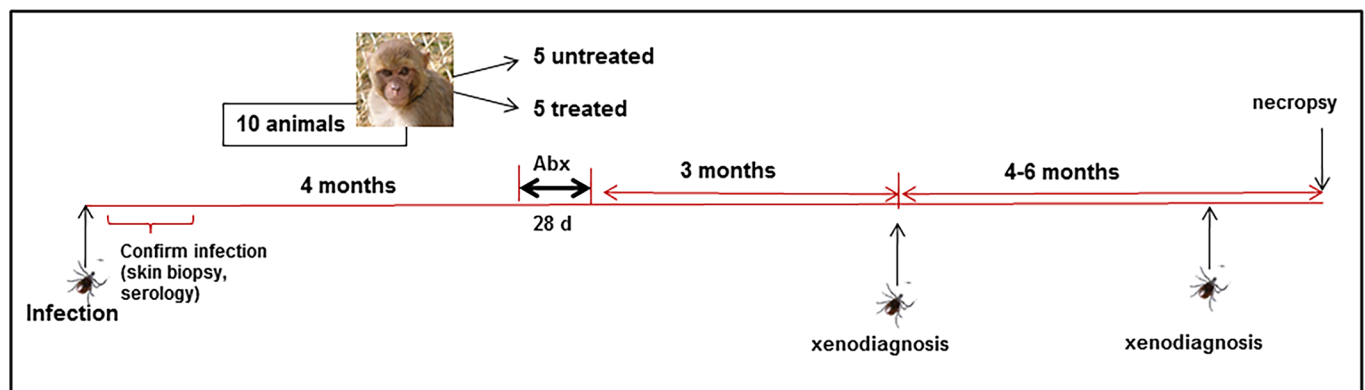 5 untreated
5 treated
10 animals
necropsy
4 months
Abx
28 d
3 months
4-6 months
Confirm infection
(skin biopsy,
serology)
Infection
xenodiagnosis
xenodiagnosis